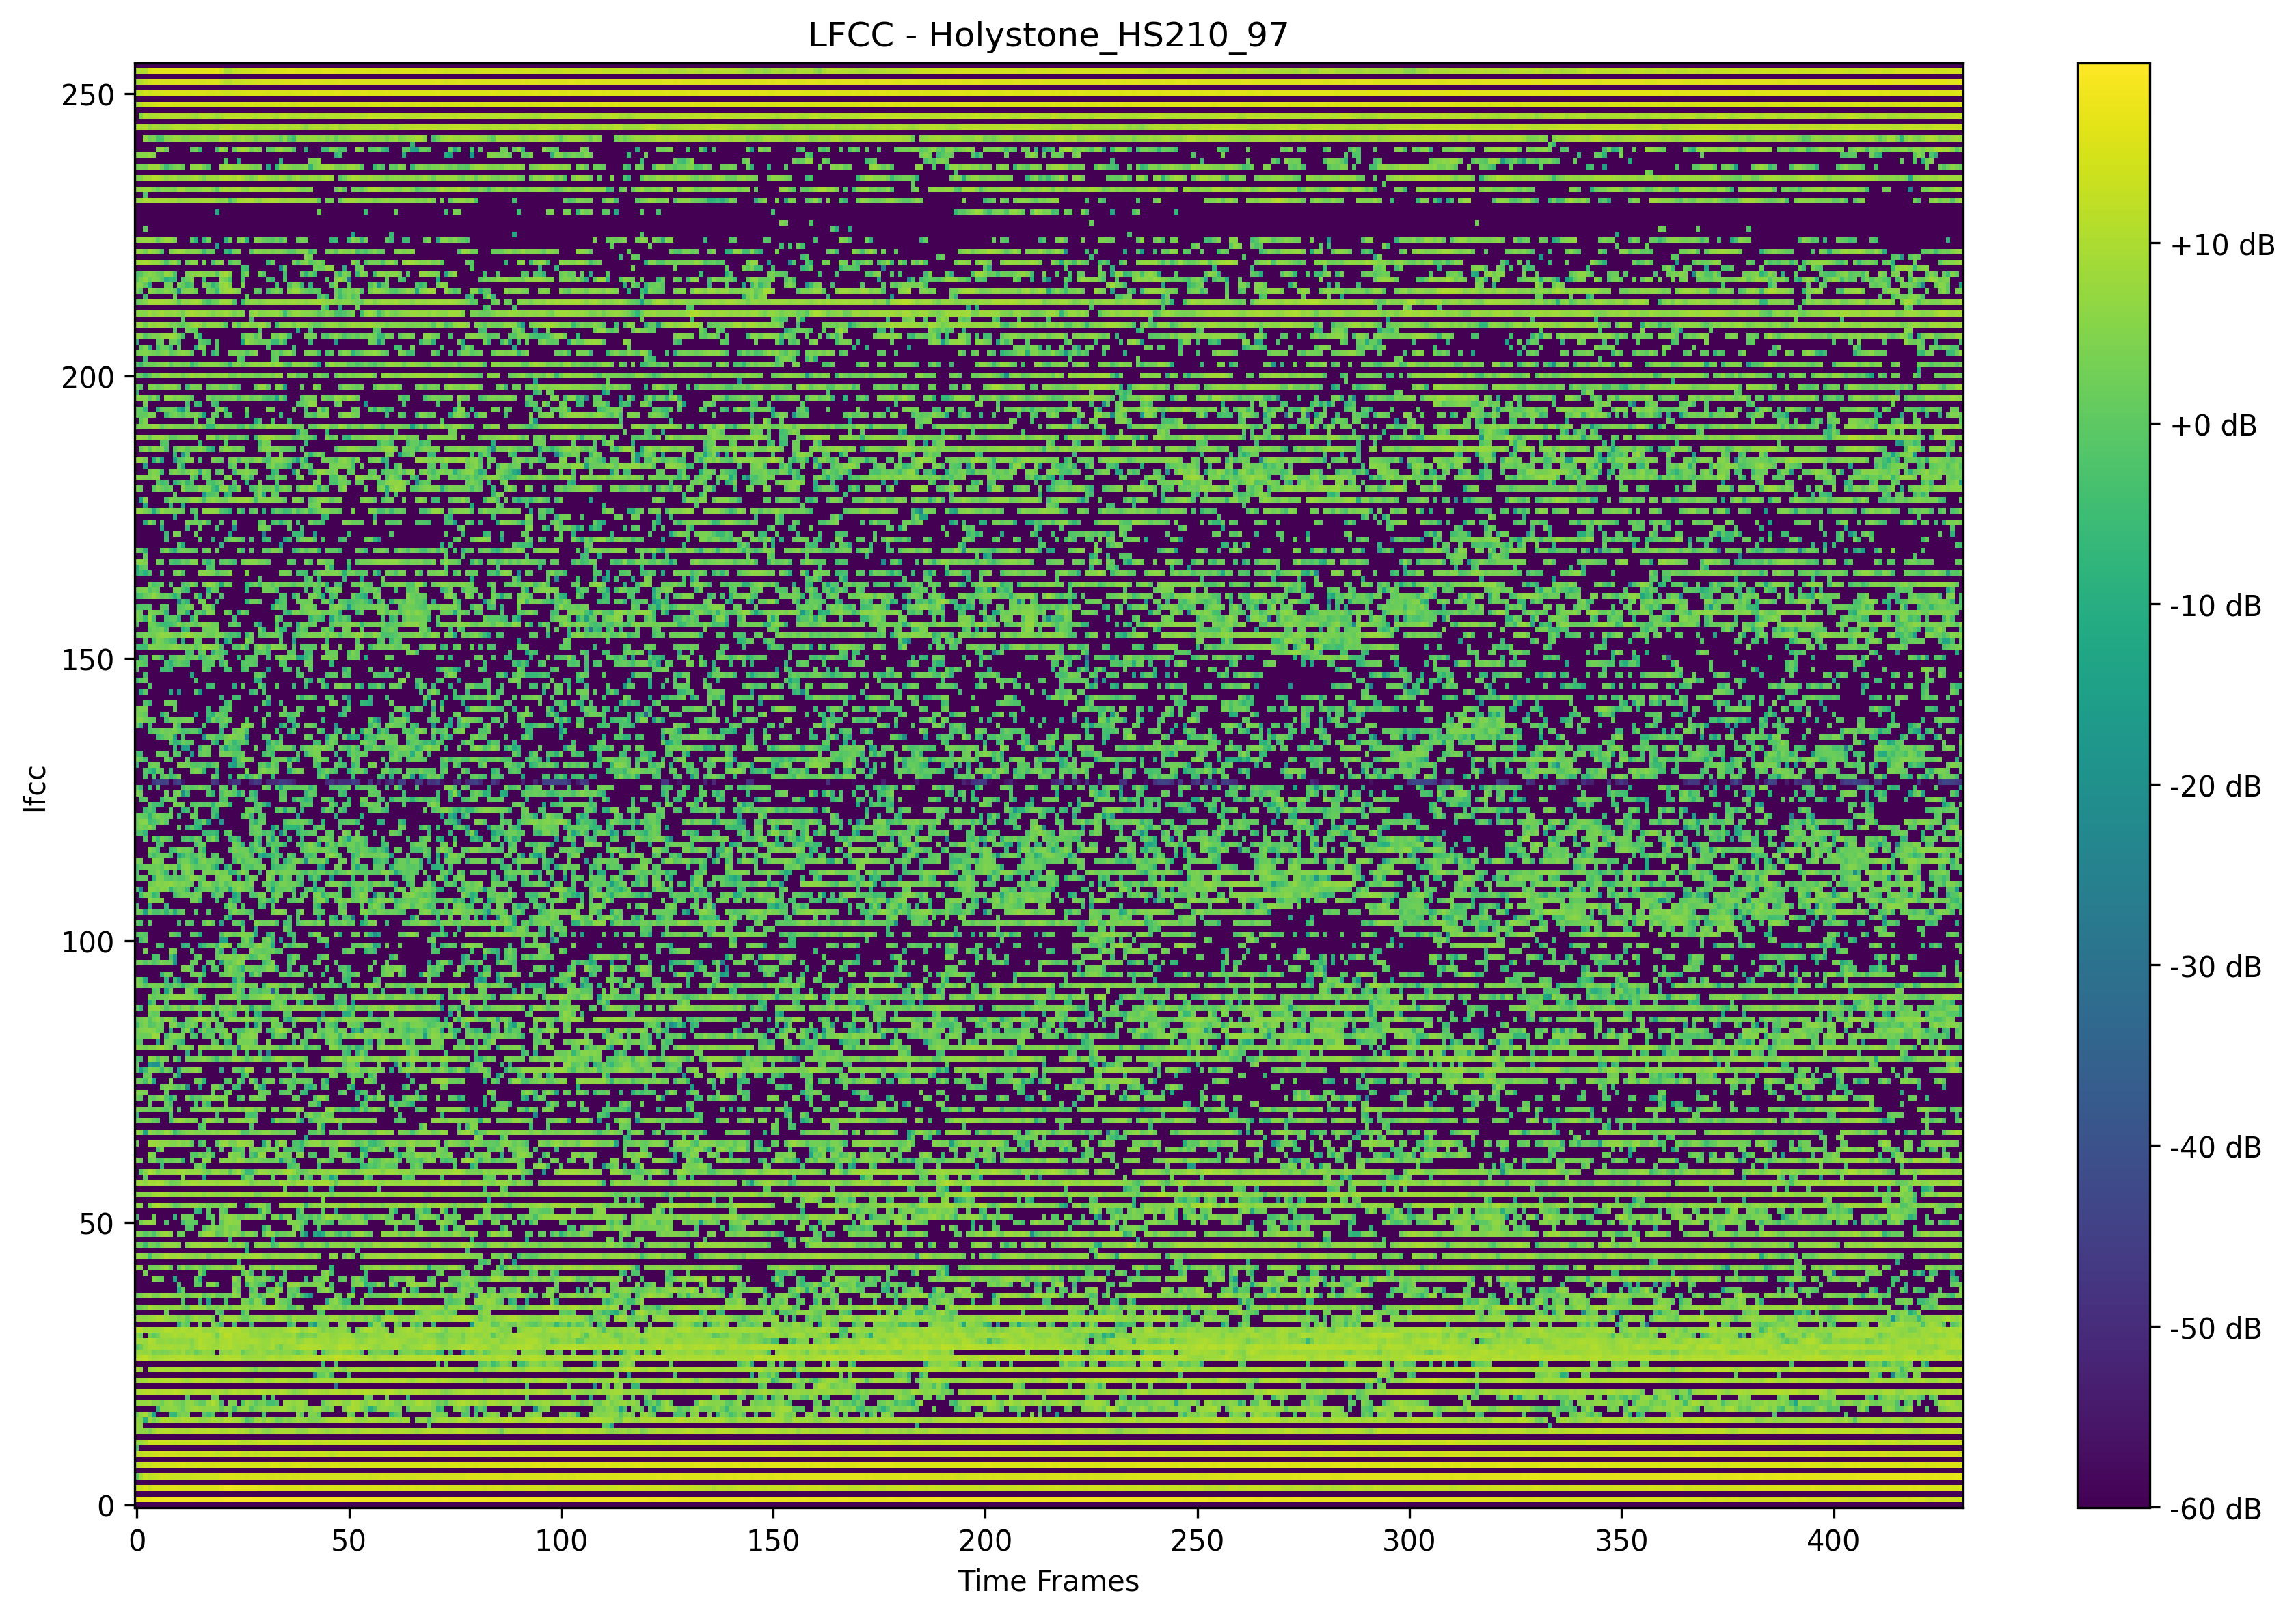 LFCC - Holystone_HS210_97
250
200
150
100
50
0
lfcc
0 50 100 150 200 250 300 350 400
Time Frames
+10 dB
+0 dB
-10 dB
-20 dB
-30 dB
-40 dB
-50 dB
-60 dB